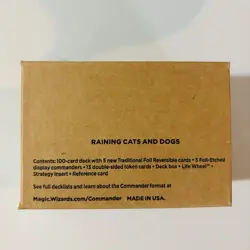 RAINING CATS AND DOGS
Contents: 100-card deck with 5 new Traditional Foil Reversible cards • 3 Foil-Etched
display commanders • 13 double-sided token cards • Deck box • Life Wheel™ •
Strategy Insert • Reference card
See full decklists and learn about the Commander format at
Magic.Wizards.com/Commander MADE IN USA.